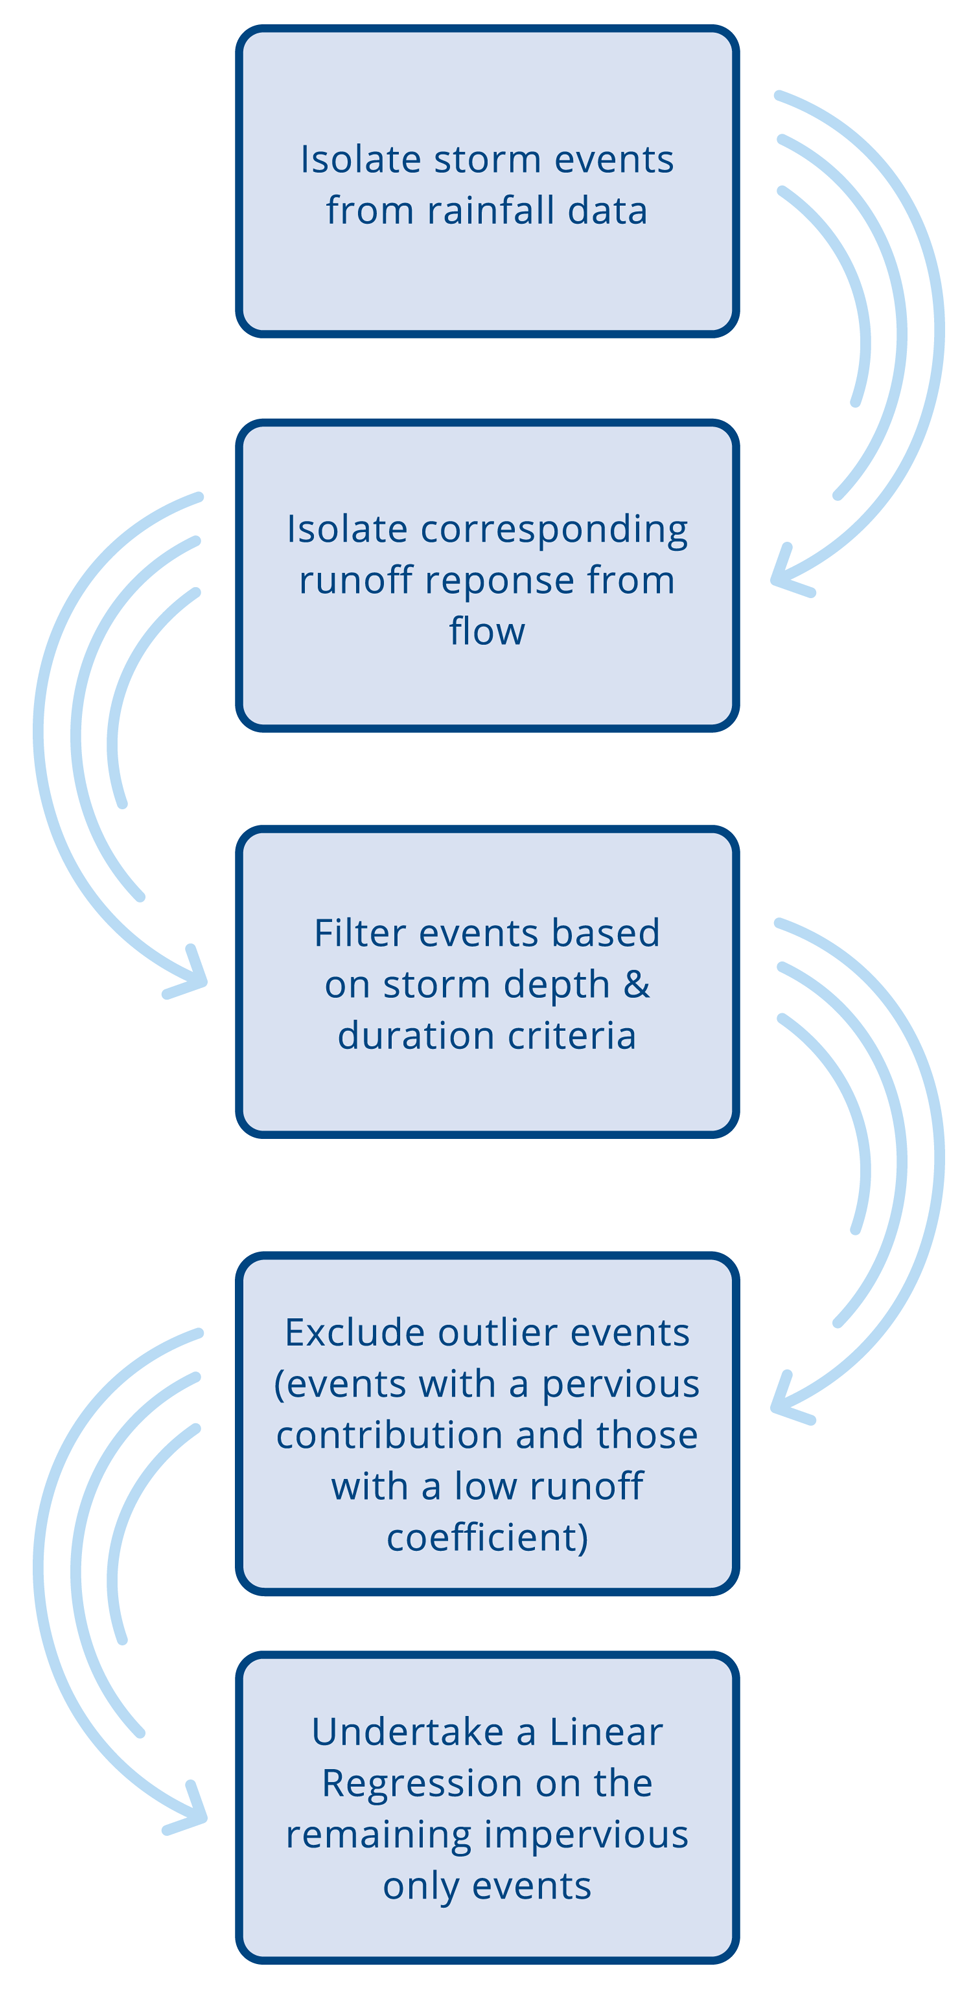 Isolate storm events
from rainfall data
Isolate corresponding
runoff reponse from
flow
Filter events based
on storm depth &
duration criteria
Exclude outlier events
(events with a pervious
contribution and those
with a low runoff
coefficient)
Undertake a Linear
Regression on the
remaining impervious
only events